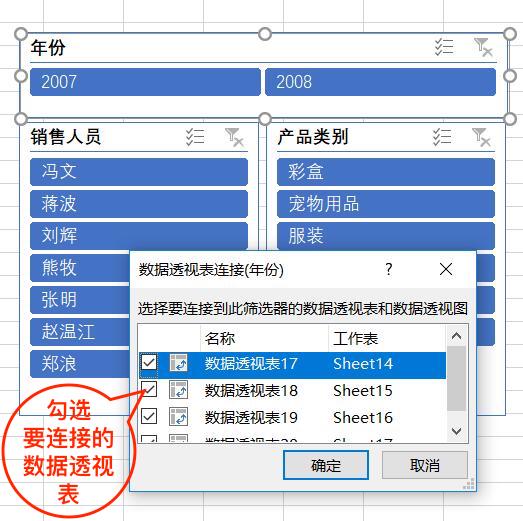 年份
2007 2008
销售人员 产品类别
冯文 彩盒
蒋波 宠物用品
刘辉 服装
熊牧
张明
赵温江
郑浪
数据透视表连接(年份) ?
选择要连接到此筛选器的数据透视表和数据透视图
名称 工作表
数据透视表17 Sheet14
数据透视表18 Sheet15
数据透视表19 Sheet16
确定 取消
勾选
要连接的
数据透视
表